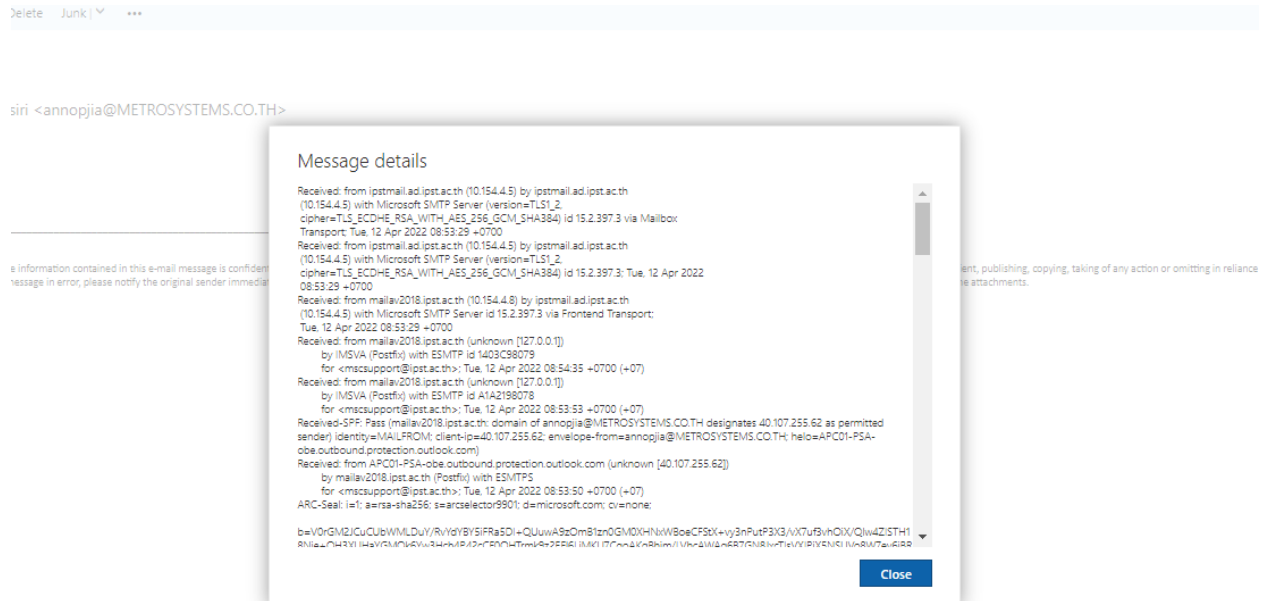 Delete Junk | ...
siri <annopjia@METROSYSTEMS.CO.TH>
Message details
Received: from ipstmail.ad.ipst.ac.th (10.154.4.5) by ipstmail.ad.ipst.ac.th
(10.154.4.5) with Microsoft SMTP Server (version=TLS1_2,
cipher=TLS_ECDHE_RSA_WITH_AES_256_GCM_SHA384) id 15.2.397.3 via Mailbox
Transport; Tue, 12 Apr 2022 08:53:29 +0700
Received: from ipstmail.ad.ipst.ac.th (10.154.4.5) by ipstmail.ad.ipst.ac.th
(10.154.4.5) with Microsoft SMTP Server (version=TLS1_2,
cipher=TLS_ECDHE_RSA_WITH_AES_256_GCM_SHA384) id 15.2.397.3; Tue, 12 Apr 2022
08:53:29 +0700
Received: from mailav2018.ipst.ac.th (10.154.4.8) by ipstmail.ad.ipst.ac.th
(10.154.4.5) with Microsoft SMTP Server id 15.2.397.3 via Frontend Transport;
Tue, 12 Apr 2022 08:53:29 +0700
Received: from mailav2018.ipst.ac.th (unknown [127.0.0.1])
by IMSVA (Postfix) with ESMTP id 1403C98079
for <mscsupport@ipst.ac.th>; Tue, 12 Apr 2022 08:54:35 +0700 (+07)
Received: from mailav2018.ipst.ac.th (unknown [127.0.0.1])
by IMSVA (Postfix) with ESMTP id A1A2198078
for <mscsupport@ipst.ac.th>; Tue, 12 Apr 2022 08:53:53 +0700 (+07)
Received-SPF: Pass (mailav2018.ipst.ac.th: domain of annopjia@METROSYSTEMS.CO.TH designates 40.107.255.62 as permitted
sender) identity=MAILFROM; client-ip=40.107.255.62; envelope-from=annopjia@METROSYSTEMS.CO.TH; helo=APC01-PSA-
obe.outbound.protection.outlook.com)
Received: from APC01-PSA-obe.outbound.protection.outlook.com (unknown [40.107.255.62])
by mailav2018.ipst.ac.th (Postfix) with ESMTPS
for <mscsupport@ipst.ac.th>; Tue, 12 Apr 2022 08:53:50 +0700 (+07)
ARC-Seal: i=1; a=rsa-sha256; s=arcselector9901; d=microsoft.com; cv=none;
e information contained in this e-mail message is confiden
ent, publishing, copying, taking of any action or omitting in reliance
message in error, please notify the original sender immedia
he attachments.
Close